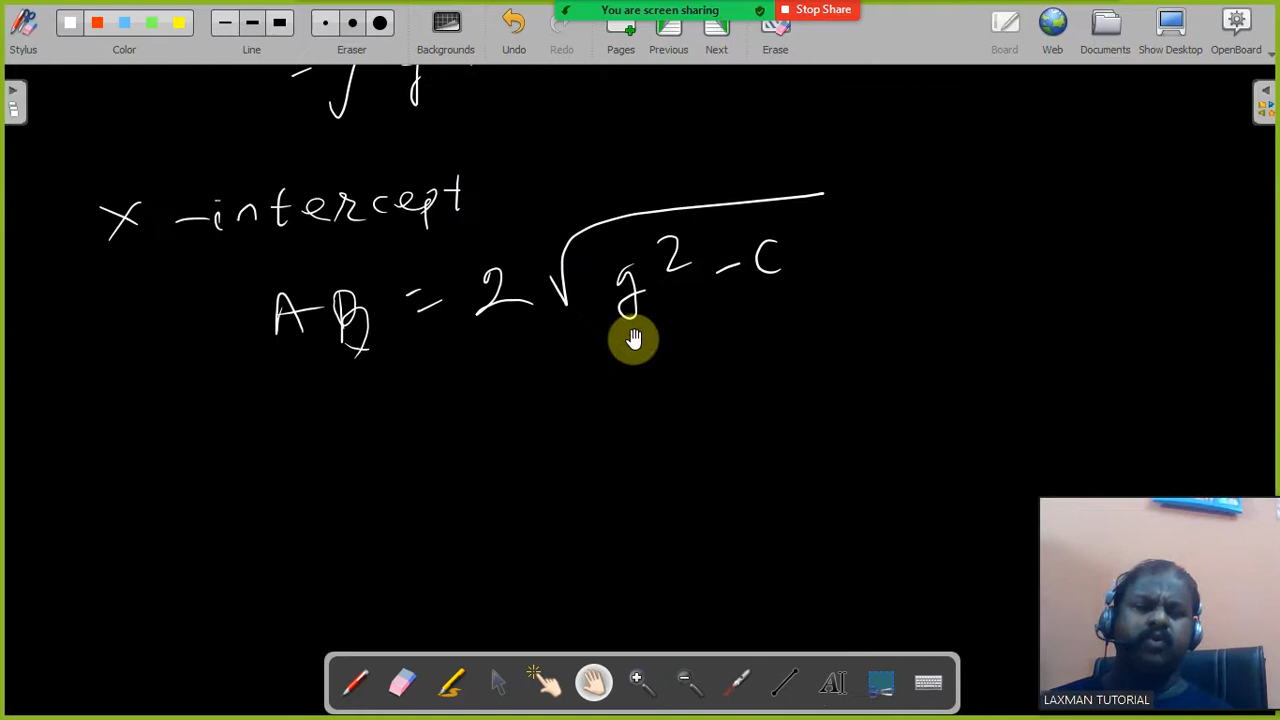 You are screen sharing Stop Share
Stylus Color Line Eraser Backgrounds Undo Redo Pages Previous Next Erase Board Web Documents Show Desktop OpenBoard
X - intercept
AB = 2 √(g² - c)
LAXMAN TUTORIAL